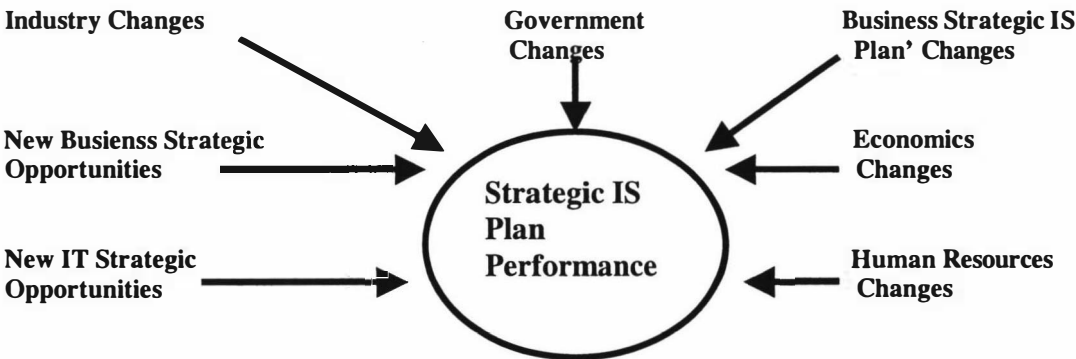 Industry Changes
Government
Changes
Business Strategic IS
Plan' Changes
New Busienss Strategic
Opportunities
Economics
Changes
Strategic IS
Plan
Performance
New IT Strategic
Opportunities
Human Resources
Changes